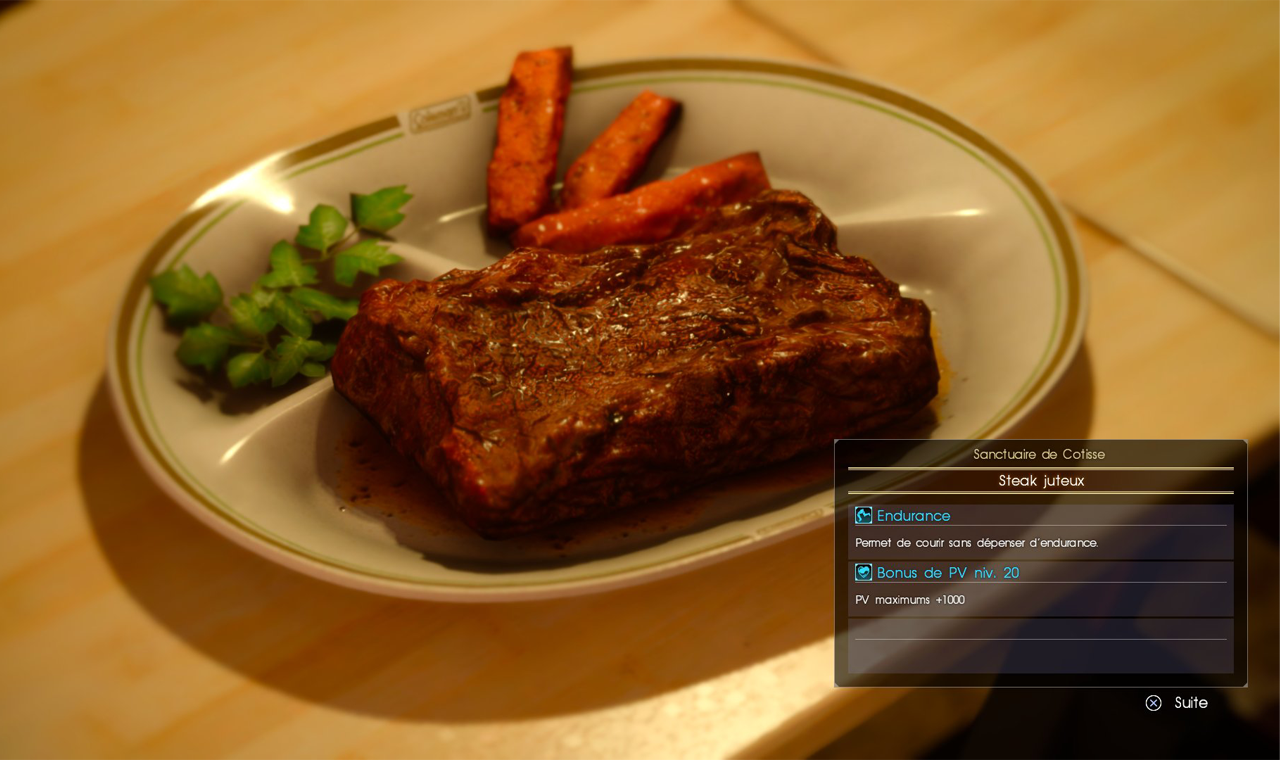 Coleman
Sanctuaire de Cotisse
Steak juteux
Endurance
Permet de courir sans dépenser d'endurance.
Bonus de PV niv. 20
PV maximums +1000
Suite